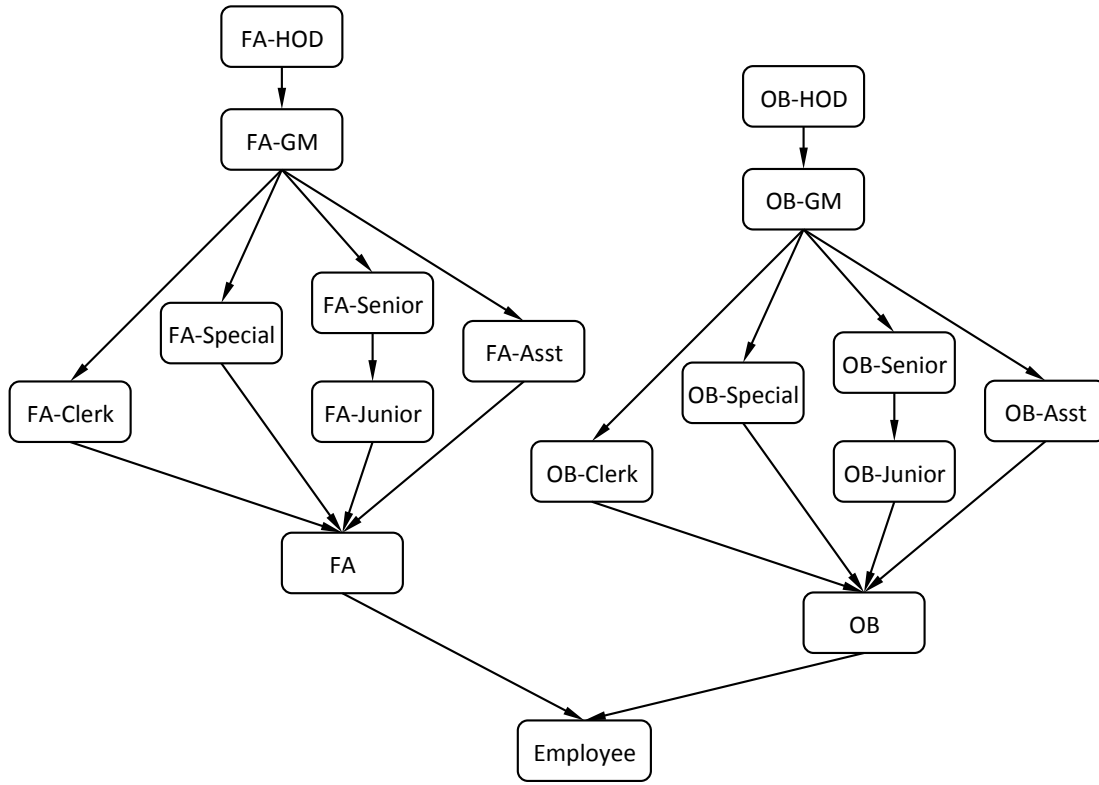 FA-HOD
OB-HOD
FA-GM
OB-GM
FA-Senior
FA-Special
FA-Asst
OB-Senior
OB-Special
FA-Clerk
FA-Junior
OB-Asst
OB-Clerk
OB-Junior
FA
OB
Employee